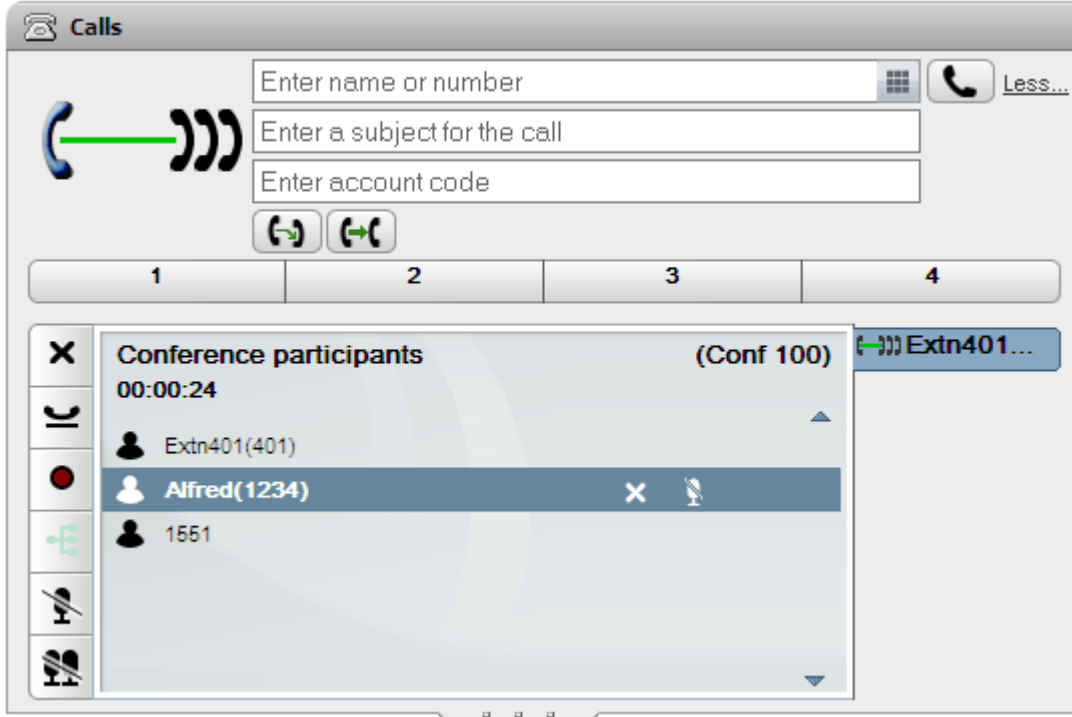 Calls
Enter name or number
Less...
Enter a subject for the call
Enter account code
1 2 3 4
Conference participants (Conf 100)
Extn401...
00:00:24
Extn401(401)
Alfred(1234)
1551